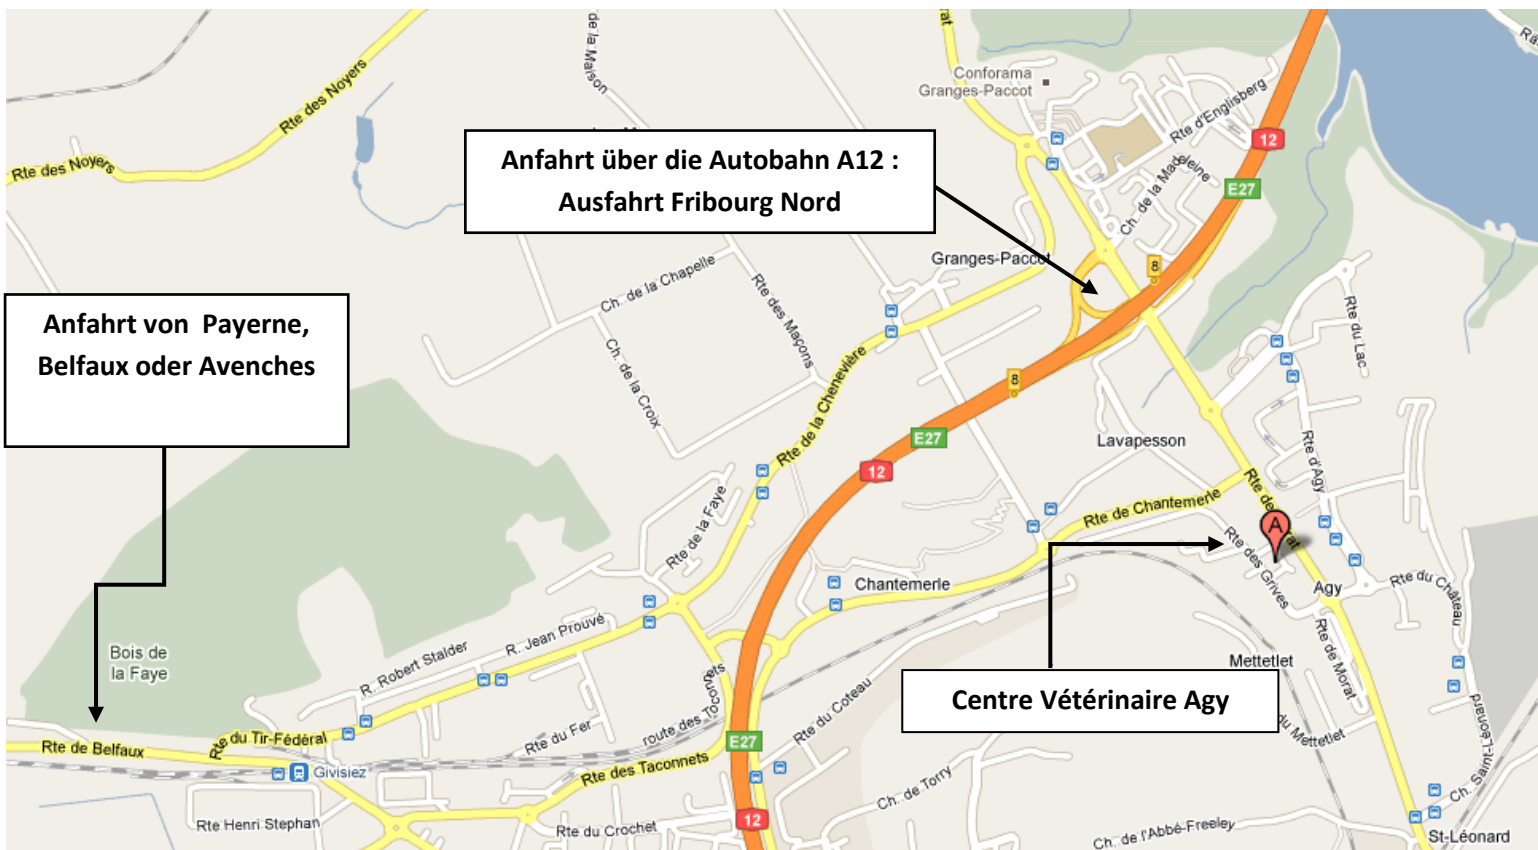 Rte des Noyers
Rte des Noyers
de la Maison
Conforama
Granges-Paccot
Rte d'Englisberg
12
E27
Anfahrt über die Autobahn A12 :
Ausfahrt Fribourg Nord
Ch. de la Madeleine
Granges-Paccot
8
Ch. de la Chapelle
Rte des Maçons
Ch. de la Croix
Rte de la Chenevière
Rte du Lac
Anfahrt von Payerne,
Belfaux oder Avenches
8
E27
12
Lavapesson
Rte d'Agy
Rte de la Faye
Rte de Chantemerle
A
Rte des Grives
Chantemerle
Agy
Rte du Château
R. Jean Prouvé
R. Robert Stalder
Bois de
la Faye
Mettetlet
Rte de Morat
Centre Vétérinaire Agy
du Mettetlet
Ch. Saint-Léonard
route des Taconnets
Rte du Coteau
Rte du Fer
Rte du Tir-Fédéral
Rte de Belfaux
E27
Givisiez
Rte des Taconnets
Ch. de Torry
Rte Henri Stephan
Rte du Crochet
12
Ch. de l'Abbé-Freeley
St-Léonard